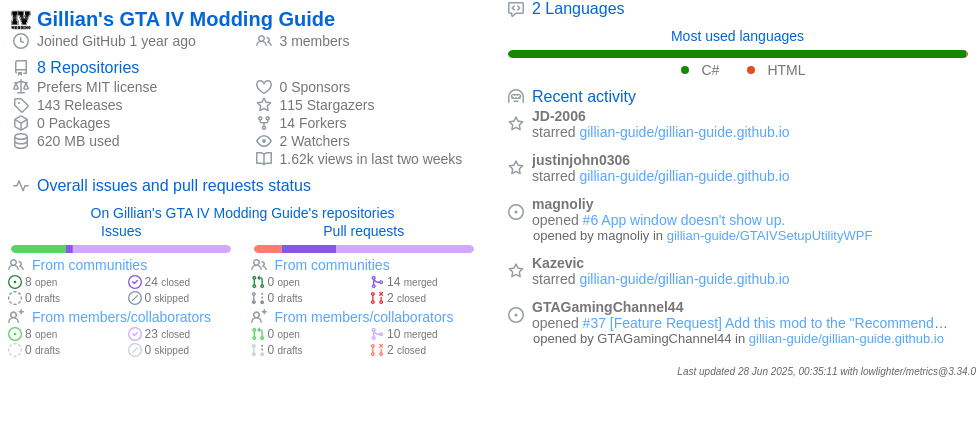 Gillian's GTA IV Modding Guide
Joined GitHub 1 year ago
3 members
8 Repositories
Prefers MIT license
143 Releases
0 Packages
620 MB used
0 Sponsors
115 Stargazers
14 Forkers
2 Watchers
1.62k views in last two weeks
Overall issues and pull requests status
On Gillian's GTA IV Modding Guide's repositories
Issues
From communities
8 open
24 closed
0 drafts
0 skipped
From members/collaborators
8 open
23 closed
0 drafts
0 skipped
Pull requests
From communities
0 open
14 merged
0 drafts
2 closed
From members/collaborators
0 open
10 merged
0 drafts
2 closed
2 Languages
Most used languages
C#
HTML
Recent activity
JD-2006
starred gillian-guide/gillian-guide.github.io
justinjohn0306
starred gillian-guide/gillian-guide.github.io
magnoliy
opened #6 App window doesn't show up.
opened by magnoliy in gillian-guide/GTAIVSetupUtilityWPF
Kazevic
starred gillian-guide/gillian-guide.github.io
GTAGamingChannel44
opened #37 [Feature Request] Add this mod to the "Recommend…
opened by GTAGamingChannel44 in gillian-guide/gillian-guide.github.io
Last updated 28 Jun 2025, 00:35:11 with lowlighter/metrics@3.34.0